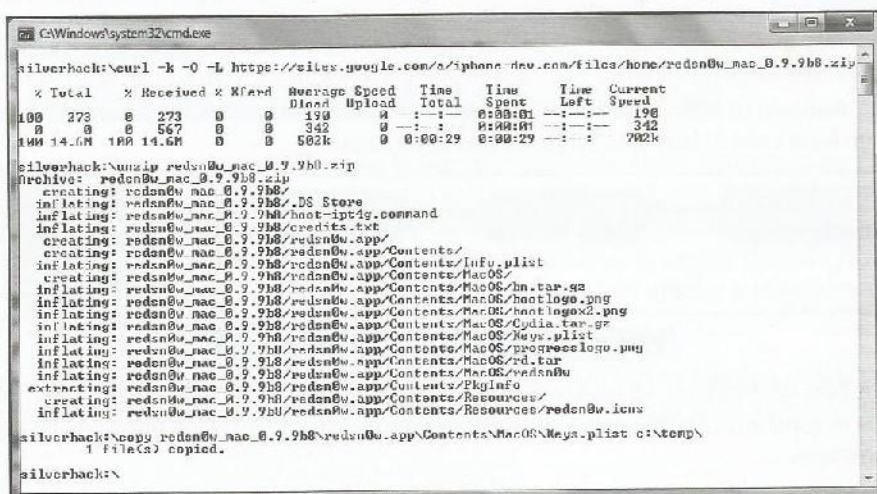 C:\Windows\system32\cmd.exe
silverhack:\curl -k -O -L https://sites.google.com/a/iphone-dev.com/files/home/redsn0w_mac_0.9.9b8.zip
% Total % Received % Xferd Average Speed Time Time Time Current
Dload Upload Total Spent Left Speed
100 273 0 273 0 0 190 0 --:--:-- 0:00:01 --:--:-- 190
0 0 0 567 0 0 342 0 --:--:-- 0:00:01 --:--:-- 342
100 14.6M 100 14.6M 0 0 502k 0 0:00:29 0:00:29 --:--:-- 702k
silverhack:\unzip redsn0w_mac_0.9.9b8.zip
Archive: redsn0w_mac_0.9.9b8.zip
creating: redsn0w_mac_0.9.9b8/
inflating: redsn0w_mac_0.9.9b8/.DS_Store
inflating: redsn0w_mac_0.9.9b8/boot-ipt4g.command
inflating: redsn0w_mac_0.9.9b8/credits.txt
creating: redsn0w_mac_0.9.9b8/redsn0w.app/
creating: redsn0w_mac_0.9.9b8/redsn0w.app/Contents/
inflating: redsn0w_mac_0.9.9b8/redsn0w.app/Contents/Info.plist
creating: redsn0w_mac_0.9.9b8/redsn0w.app/Contents/MacOS/
inflating: redsn0w_mac_0.9.9b8/redsn0w.app/Contents/MacOS/bn.tar.gz
inflating: redsn0w_mac_0.9.9b8/redsn0w.app/Contents/MacOS/bootlogo.png
inflating: redsn0w_mac_0.9.9b8/redsn0w.app/Contents/MacOS/bootlogox2.png
inflating: redsn0w_mac_0.9.9b8/redsn0w.app/Contents/MacOS/Cydia.tar.gz
inflating: redsn0w_mac_0.9.9b8/redsn0w.app/Contents/MacOS/Keys.plist
inflating: redsn0w_mac_0.9.9b8/redsn0w.app/Contents/MacOS/progresslogo.png
inflating: redsn0w_mac_0.9.9b8/redsn0w.app/Contents/MacOS/rd.tar
inflating: redsn0w_mac_0.9.9b8/redsn0w.app/Contents/MacOS/redsn0w
extracting: redsn0w_mac_0.9.9b8/redsn0w.app/Contents/PkgInfo
creating: redsn0w_mac_0.9.9b8/redsn0w.app/Contents/Resources/
inflating: redsn0w_mac_0.9.9b8/redsn0w.app/Contents/Resources/redsn0w.icns
silverhack:\copy redsn0w_mac_0.9.9b8\redsn0w.app\Contents\MacOS\Keys.plist c:\temp\
1 file(s) copied.
silverhack:\